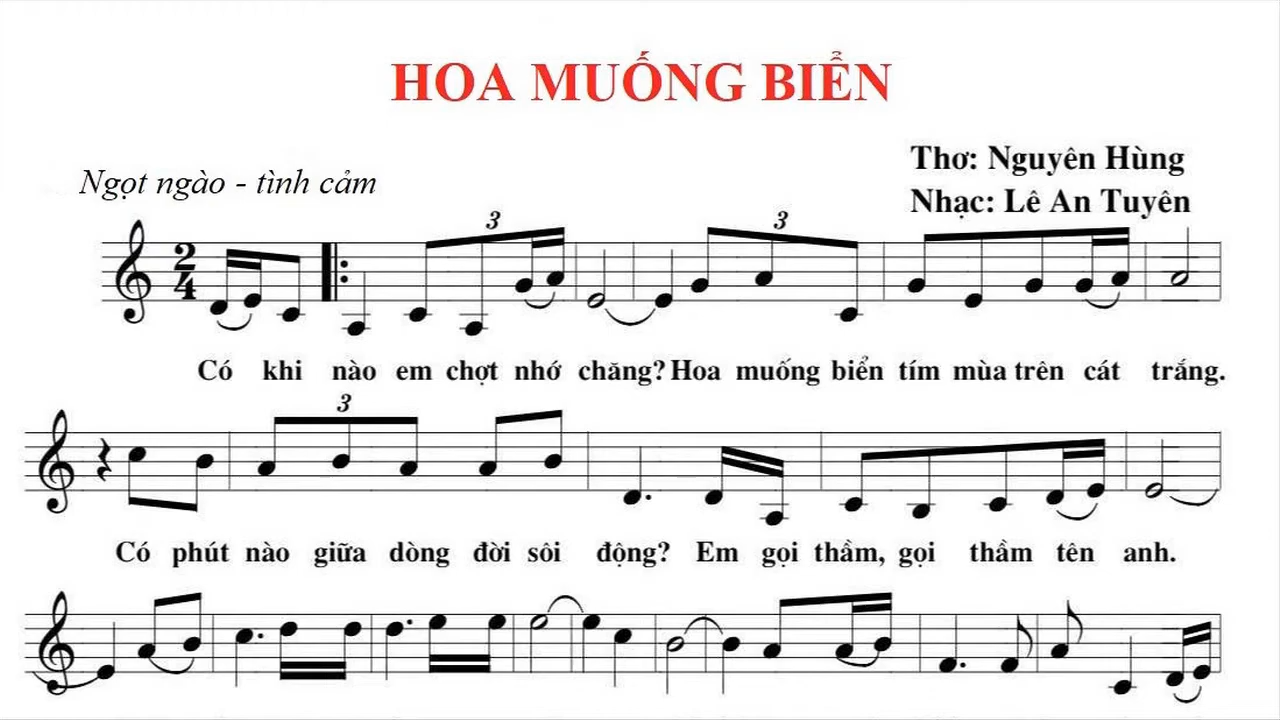 HOA MUỐNG BIỂN
Thơ: Nguyên Hùng
Ngọt ngào - tình cảm
Nhạc: Lê An Tuyên
3 3
2
4
Có khi nào em chợt nhớ chăng? Hoa muống biển tím mùa trên cát trắng.
3
Có phút nào giữa dòng đời sôi động? Em gọi thầm, gọi thầm tên anh.